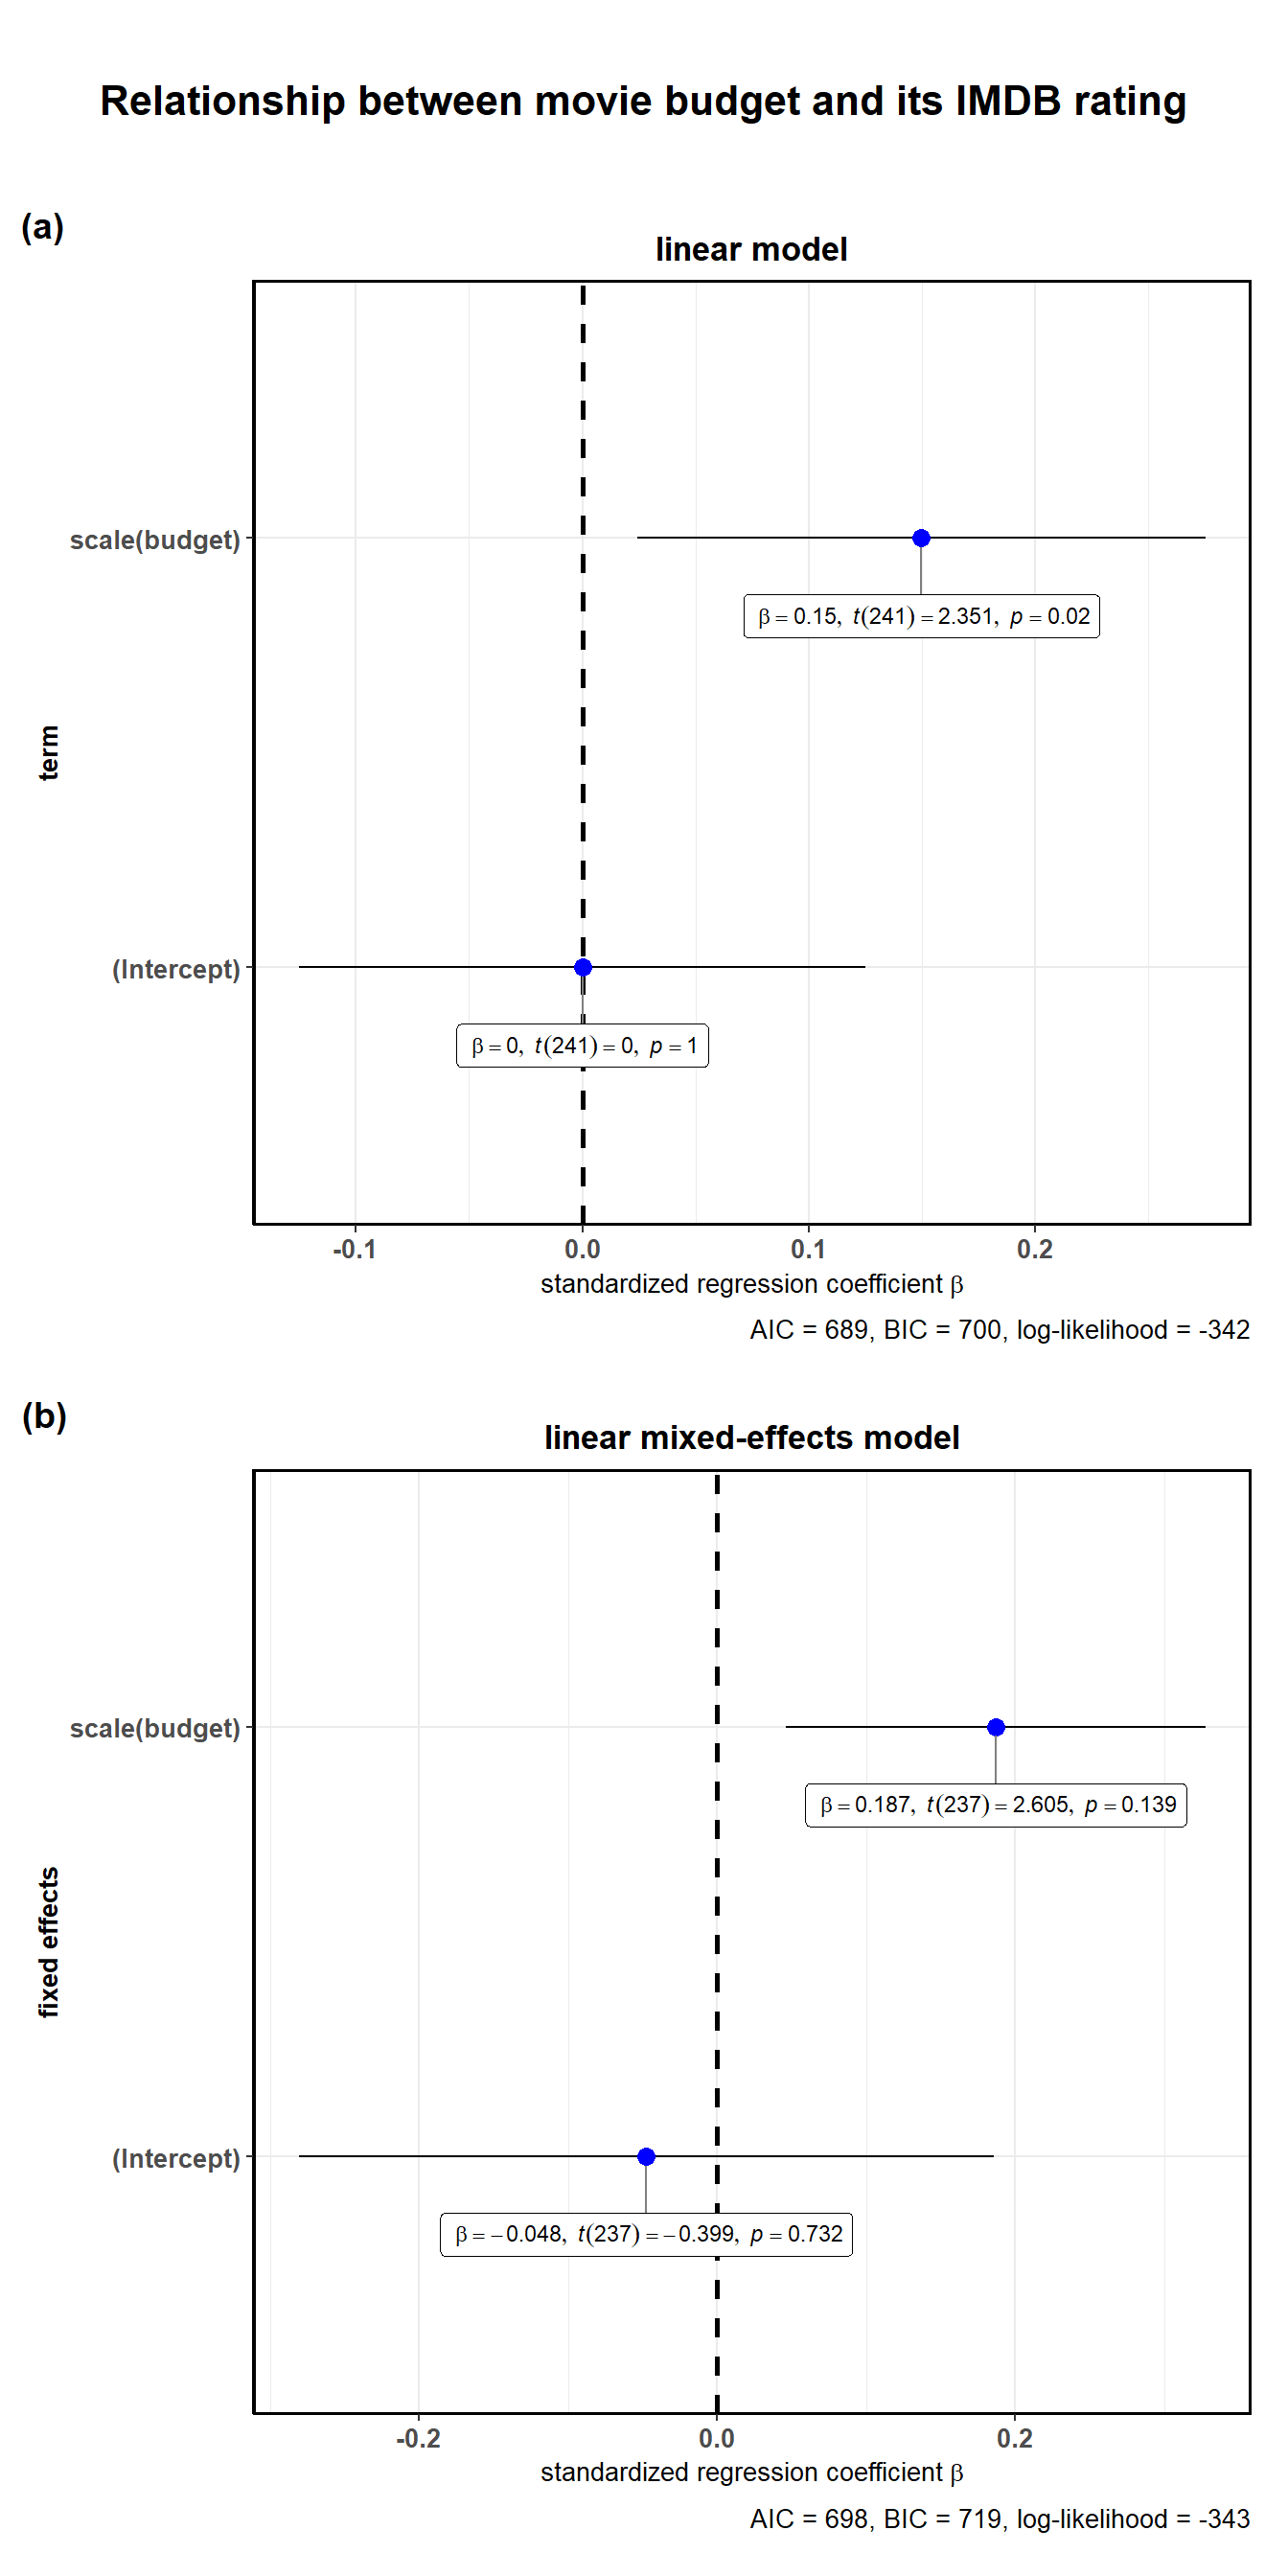 Relationship between movie budget and its IMDB rating
(a)
linear model
scale(budget)
β = 0.15, t(241) = 2.351, p = 0.02
term
(Intercept)
β = 0, t(241) = 0, p = 1
-0.1 0.0 0.1 0.2
standardized regression coefficient β
AIC = 689, BIC = 700, log-likelihood = -342
(b)
linear mixed-effects model
scale(budget)
β = 0.187, t(237) = 2.605, p = 0.139
fixed effects
(Intercept)
β = −0.048, t(237) = −0.399, p = 0.732
-0.2 0.0 0.2
standardized regression coefficient β
AIC = 698, BIC = 719, log-likelihood = -343